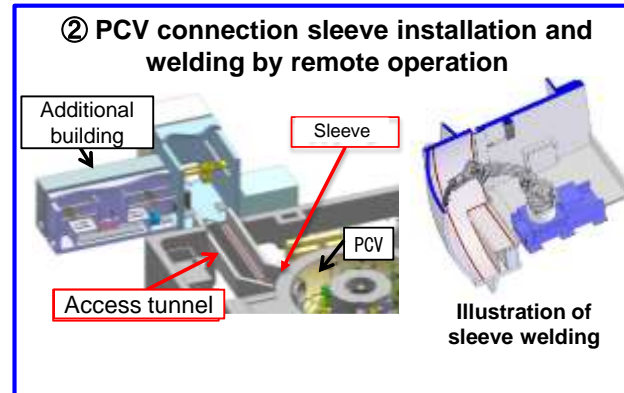 ② PCV connection sleeve installation and
welding by remote operation
Additional
building
Sleeve
PCV
Access tunnel
Illustration of
sleeve welding